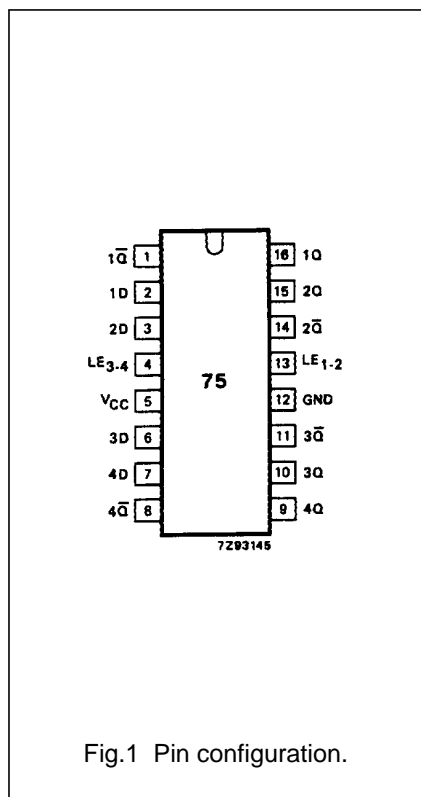 1Q̅ 1 16 1Q
1D 2 15 2Q
2D 3 14 2Q̅
LE3-4 4 13 LE1-2
VCC 5 75 12 GND
3D 6 11 3Q̅
4D 7 10 3Q
4Q̅ 8 9 4Q
7Z93145
Fig.1 Pin configuration.